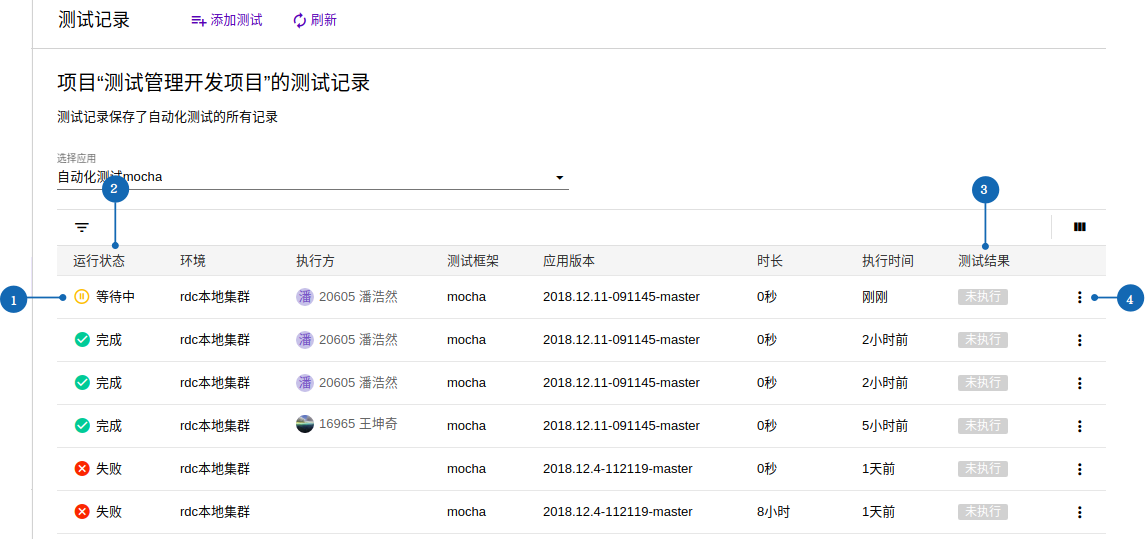 测试记录 添加测试 刷新
项目“测试管理开发项目”的测试记录
测试记录保存了自动化测试的所有记录
选择应用
自动化测试mocha
2 3
运行状态 环境 执行方 测试框架 应用版本 时长 执行时间 测试结果
1 等待中 rdc本地集群 潘 20605 潘浩然 mocha 2018.12.11-091145-master 0秒 刚刚 未执行 4
完成 rdc本地集群 潘 20605 潘浩然 mocha 2018.12.11-091145-master 0秒 2小时前 未执行
完成 rdc本地集群 潘 20605 潘浩然 mocha 2018.12.11-091145-master 0秒 2小时前 未执行
完成 rdc本地集群 16965 王坤奇 mocha 2018.12.11-091145-master 0秒 5小时前 未执行
失败 rdc本地集群 mocha 2018.12.4-112119-master 0秒 1天前 未执行
失败 rdc本地集群 mocha 2018.12.4-112119-master 8小时 1天前 未执行